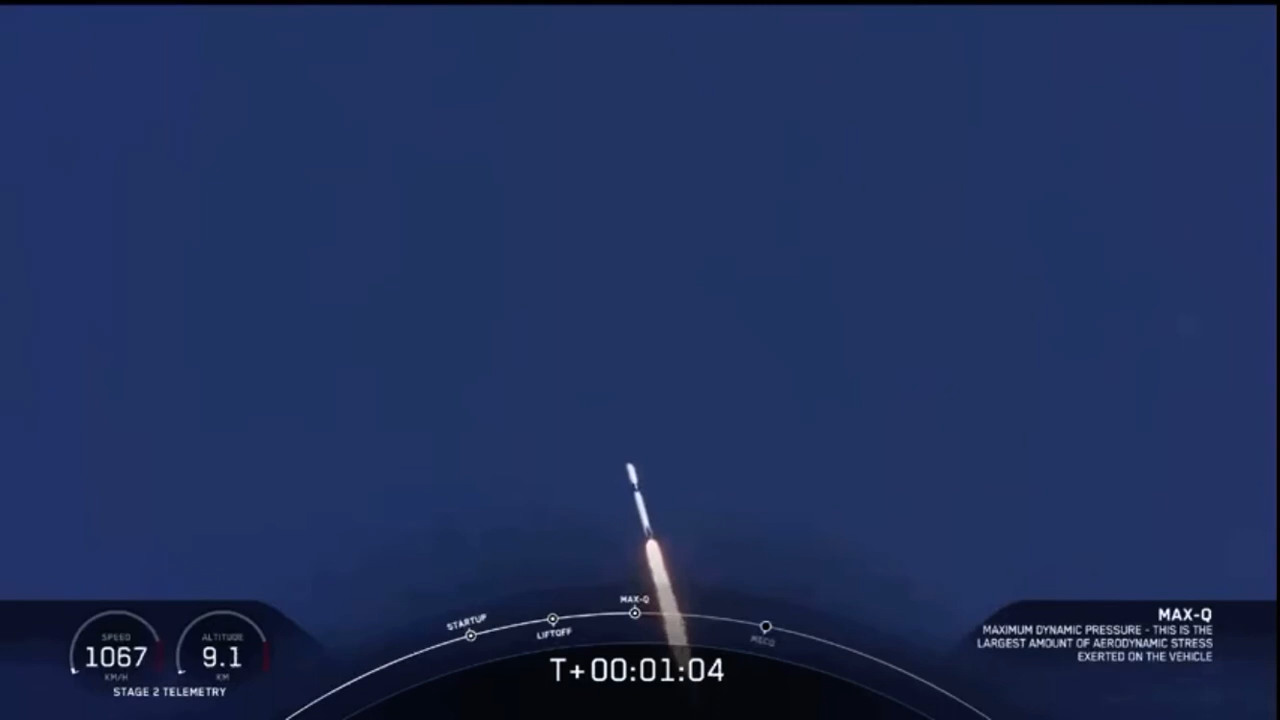 STARTUP
LIFTOFF
MAX-Q
MECO
T+00:01:04
SPEED
1067
KM/H
ALTITUDE
9.1
KM
STAGE 2 TELEMETRY
MAX-Q
MAXIMUM DYNAMIC PRESSURE - THIS IS THE
LARGEST AMOUNT OF AERODYNAMIC STRESS
EXERTED ON THE VEHICLE